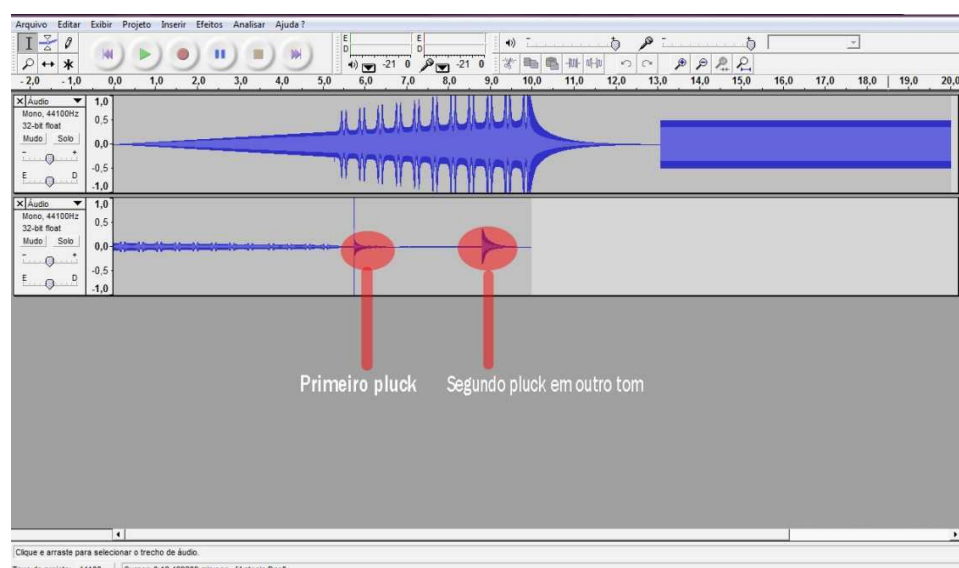 Arquivo Editar Exibir Projeto Inserir Efeitos Analisar Ajuda ?
E E
D D
-21 0 -21 0
- 2,0 - 1,0 0,0 1,0 2,0 3,0 4,0 5,0 6,0 7,0 8,0 9,0 10,0 11,0 12,0 13,0 14,0 15,0 16,0 17,0 18,0 19,0 20,0
Áudio 1,0
Mono, 44100Hz
32-bit float 0,5
Mudo Solo
- + 0,0
-0,5
E D
-1,0
Áudio 1,0
Mono, 44100Hz
32-bit float 0,5
Mudo Solo
- + 0,0
-0,5
E D
-1,0
Primeiro pluck Segundo pluck em outro tom
Clique e arraste para selecionar o trecho de áudio.